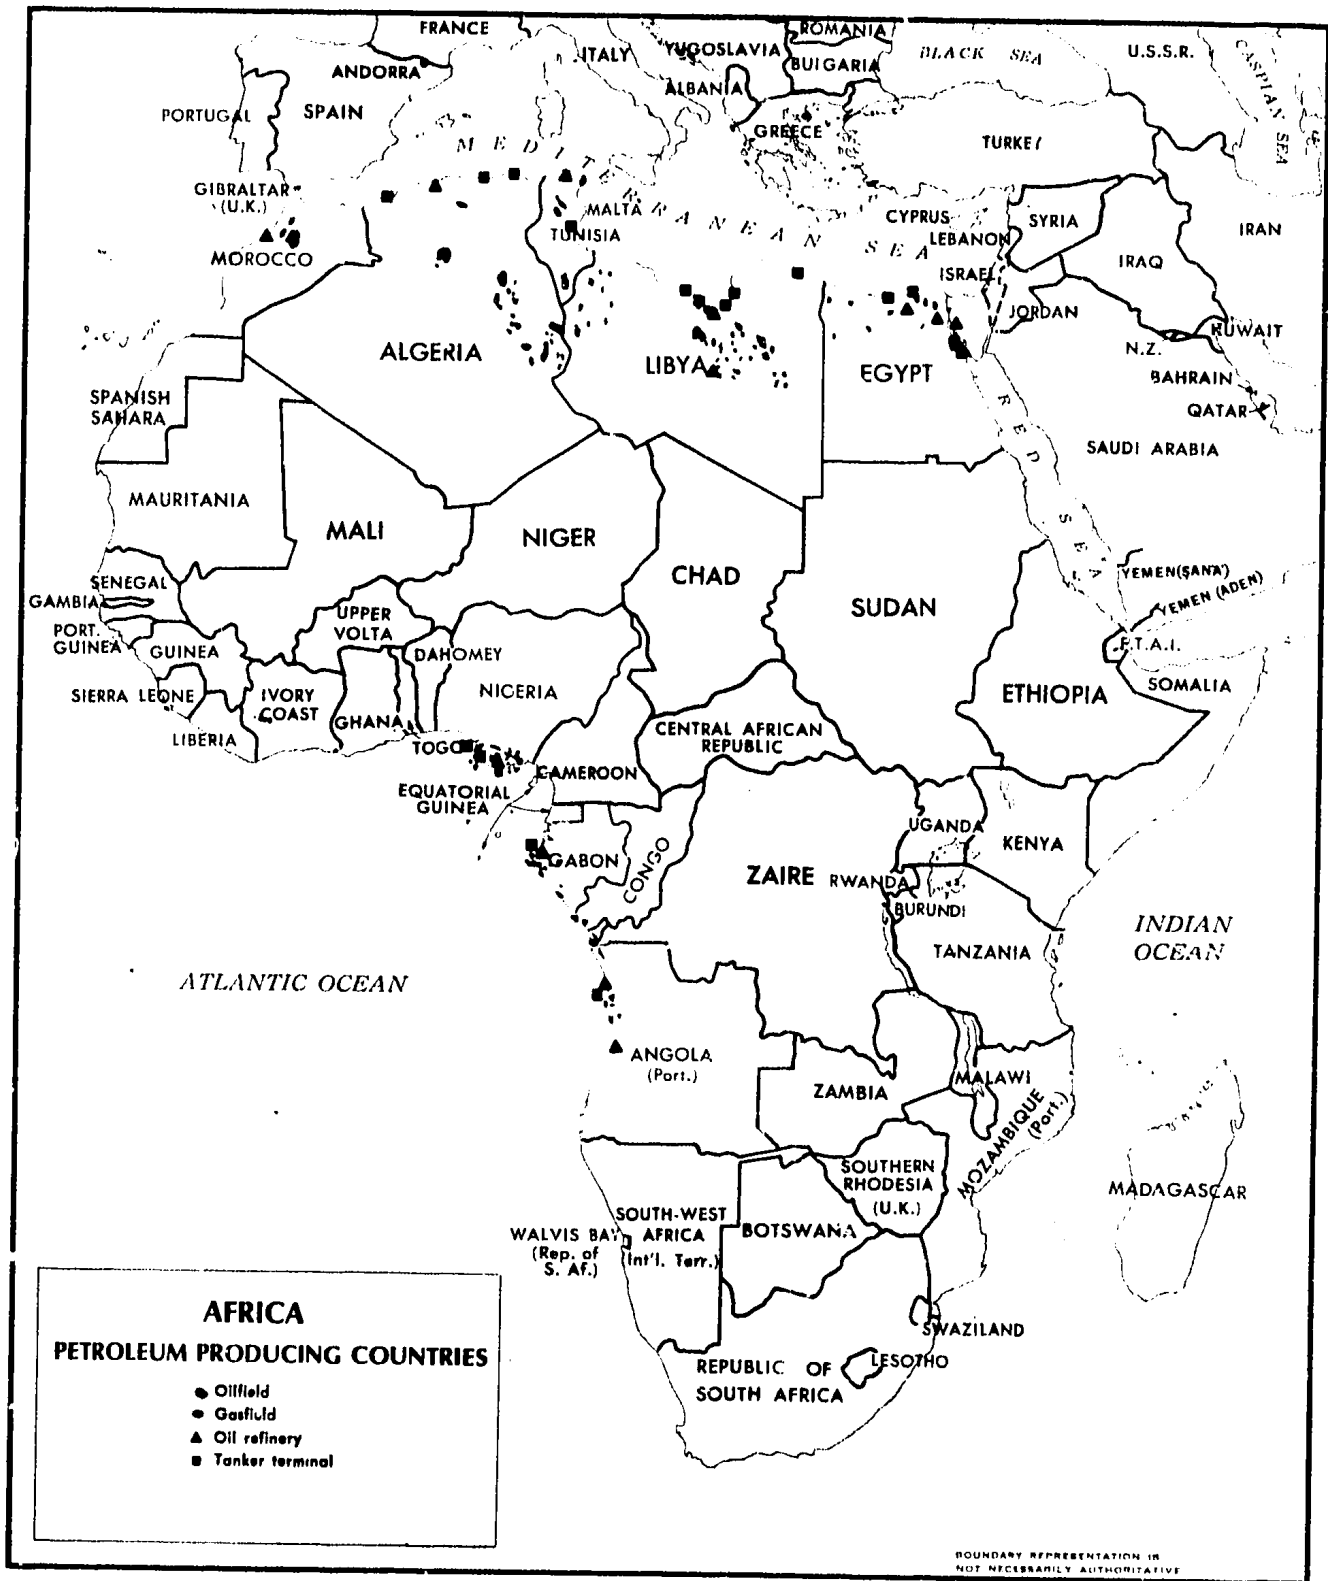 FRANCE
ROMANIA
ITALY
YUGOSLAVIA
BULGARIA
BLACK SEA
U.S.S.R.
CASPIAN SEA
ANDORRA
ALBANIA
PORTUGAL
SPAIN
GREECE
TURKEY
MEDITERRANEAN SEA
GIBRALTAR
(U.K.)
MALTA
CYPRUS
SYRIA
IRAN
TUNISIA
LEBANON
MOROCCO
IRAQ
ISRAEL
JORDAN
KUWAIT
ALGERIA
LIBYA
EGYPT
N.Z.
BAHRAIN
QATAR
SPANISH
SAHARA
RED SEA
SAUDI ARABIA
MAURITANIA
MALI
NIGER
CHAD
SUDAN
YEMEN (SANA')
YEMEN (ADEN)
SENEGAL
GAMBIA
UPPER
VOLTA
PORT.
GUINEA
GUINEA
DAHOMEY
F.T.A.I.
SIERRA LEONE
IVORY
COAST
NIGERIA
ETHIOPIA
SOMALIA
GHANA
LIBERIA
TOGO
CENTRAL AFRICAN
REPUBLIC
CAMEROON
EQUATORIAL
GUINEA
UGANDA
KENYA
GABON
CONGO
ZAIRE
RWANDA
BURUNDI
INDIAN
OCEAN
TANZANIA
ATLANTIC OCEAN
ANGOLA
(Port.)
ZAMBIA
MALAWI
MOZAMBIQUE
(Port.)
SOUTHERN
RHODESIA
(U.K.)
MADAGASCAR
SOUTH-WEST
AFRICA
(Int'l. Terr.)
BOTSWANA
WALVIS BAY
(Rep. of
S. Af.)
SWAZILAND
LESOTHO
REPUBLIC OF
SOUTH AFRICA
AFRICA
PETROLEUM PRODUCING COUNTRIES
Oilfield
Gasfield
Oil refinery
Tanker terminal
BOUNDARY REPRESENTATION IS
NOT NECESSARILY AUTHORITATIVE